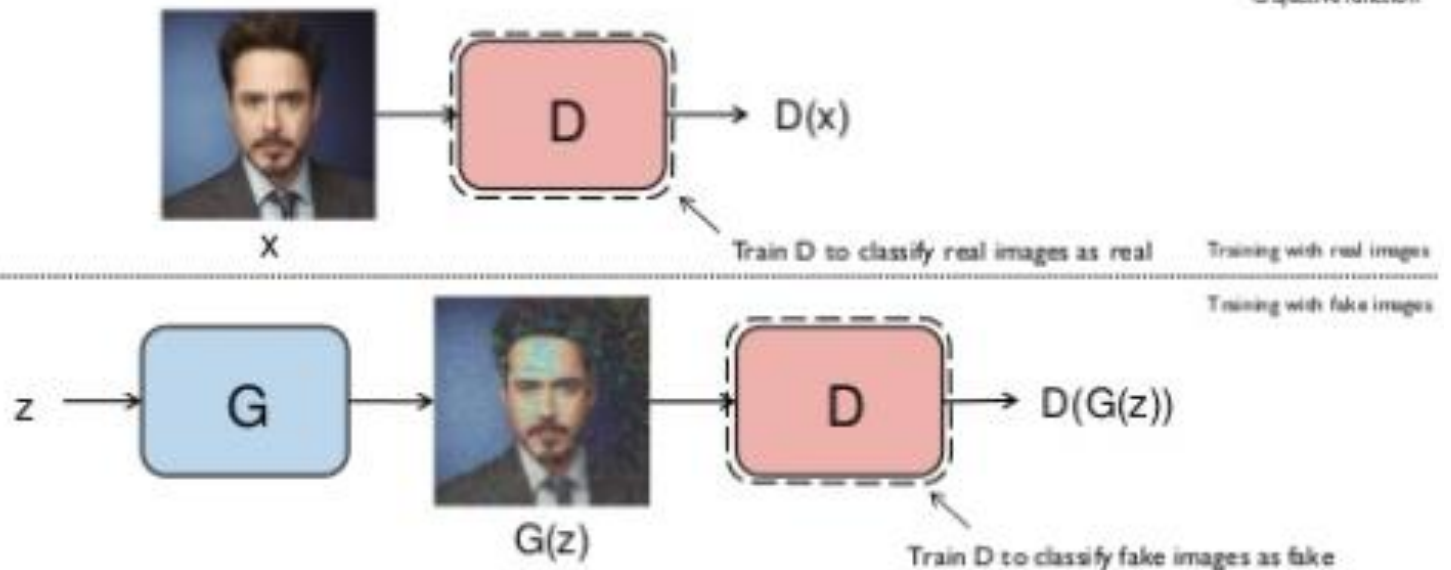 D
D(x)
x
Train D to classify real images as real
Training with real images
Training with fake images
z
G
D
D(G(z))
G(z)
Train D to classify fake images as fake